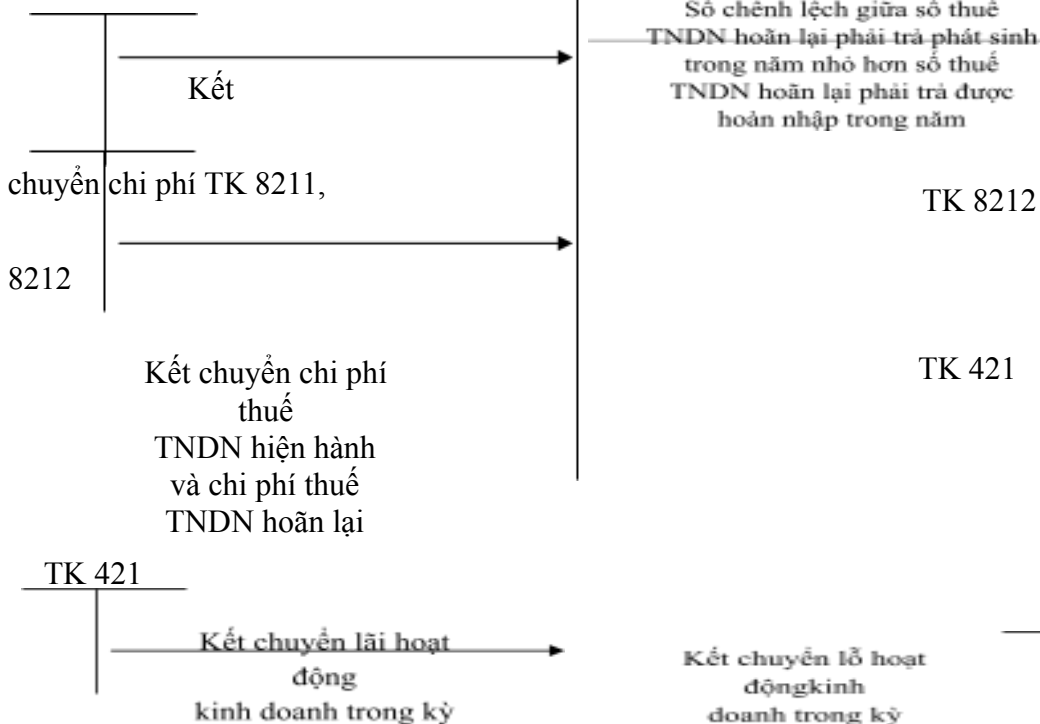 Số chênh lệch giữa số thuế
TNDN hoãn lại phải trả phát sinh
trong năm nhỏ hơn số thuế
TNDN hoãn lại phải trả được
hoàn nhập trong năm
Kết
chuyển chi phí TK 8211,
8212
TK 8212
Kết chuyển chi phí
thuế
TNDN hiện hành
và chi phí thuế
TNDN hoãn lại
TK 421
TK 421
Kết chuyển lãi hoạt
động
kinh doanh trong kỳ
Kết chuyển lỗ hoạt
độngkinh
doanh trong kỳ